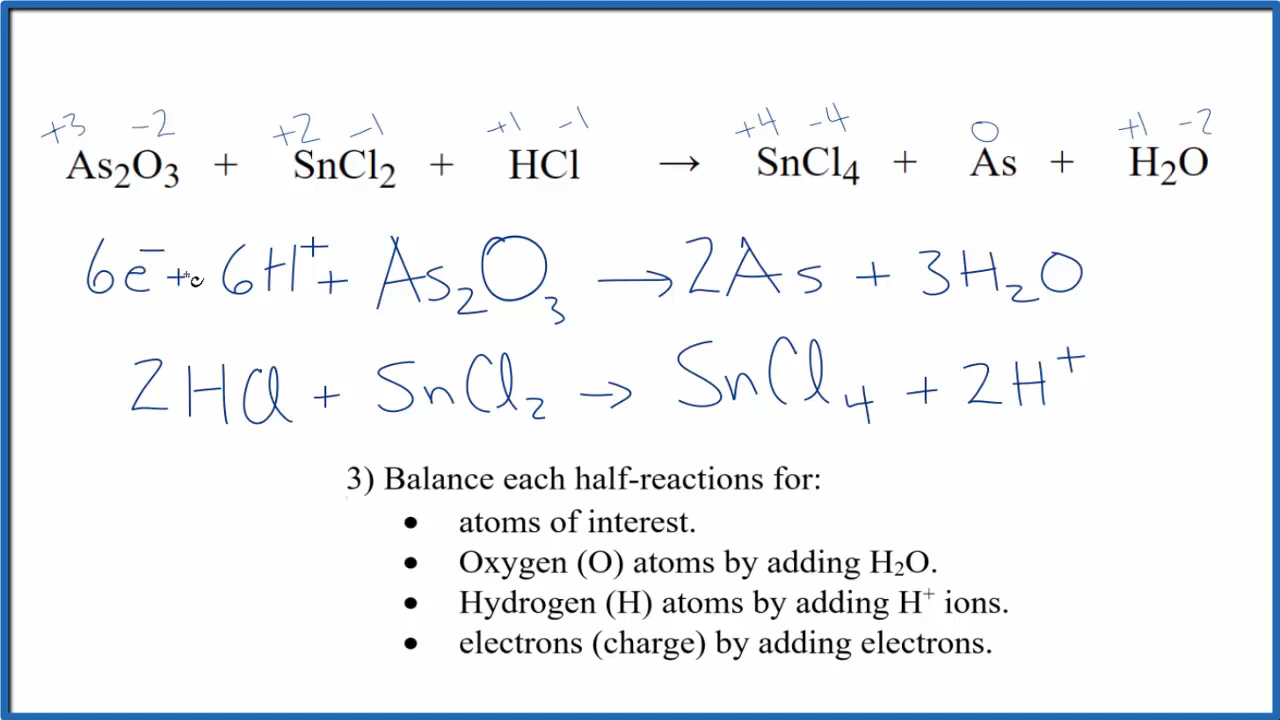 +3 -2 +2 -1 +1 -1 +4 -4 0 +1 -2
As₂O₃ + SnCl₂ + HCl → SnCl₄ + As + H₂O
6e⁻ + 6H⁺ + As₂O₃ → 2As + 3H₂O
2HCl + SnCl₂ → SnCl₄ + 2H⁺
3) Balance each half-reactions for:
• atoms of interest.
• Oxygen (O) atoms by adding H₂O.
• Hydrogen (H) atoms by adding H⁺ ions.
• electrons (charge) by adding electrons.